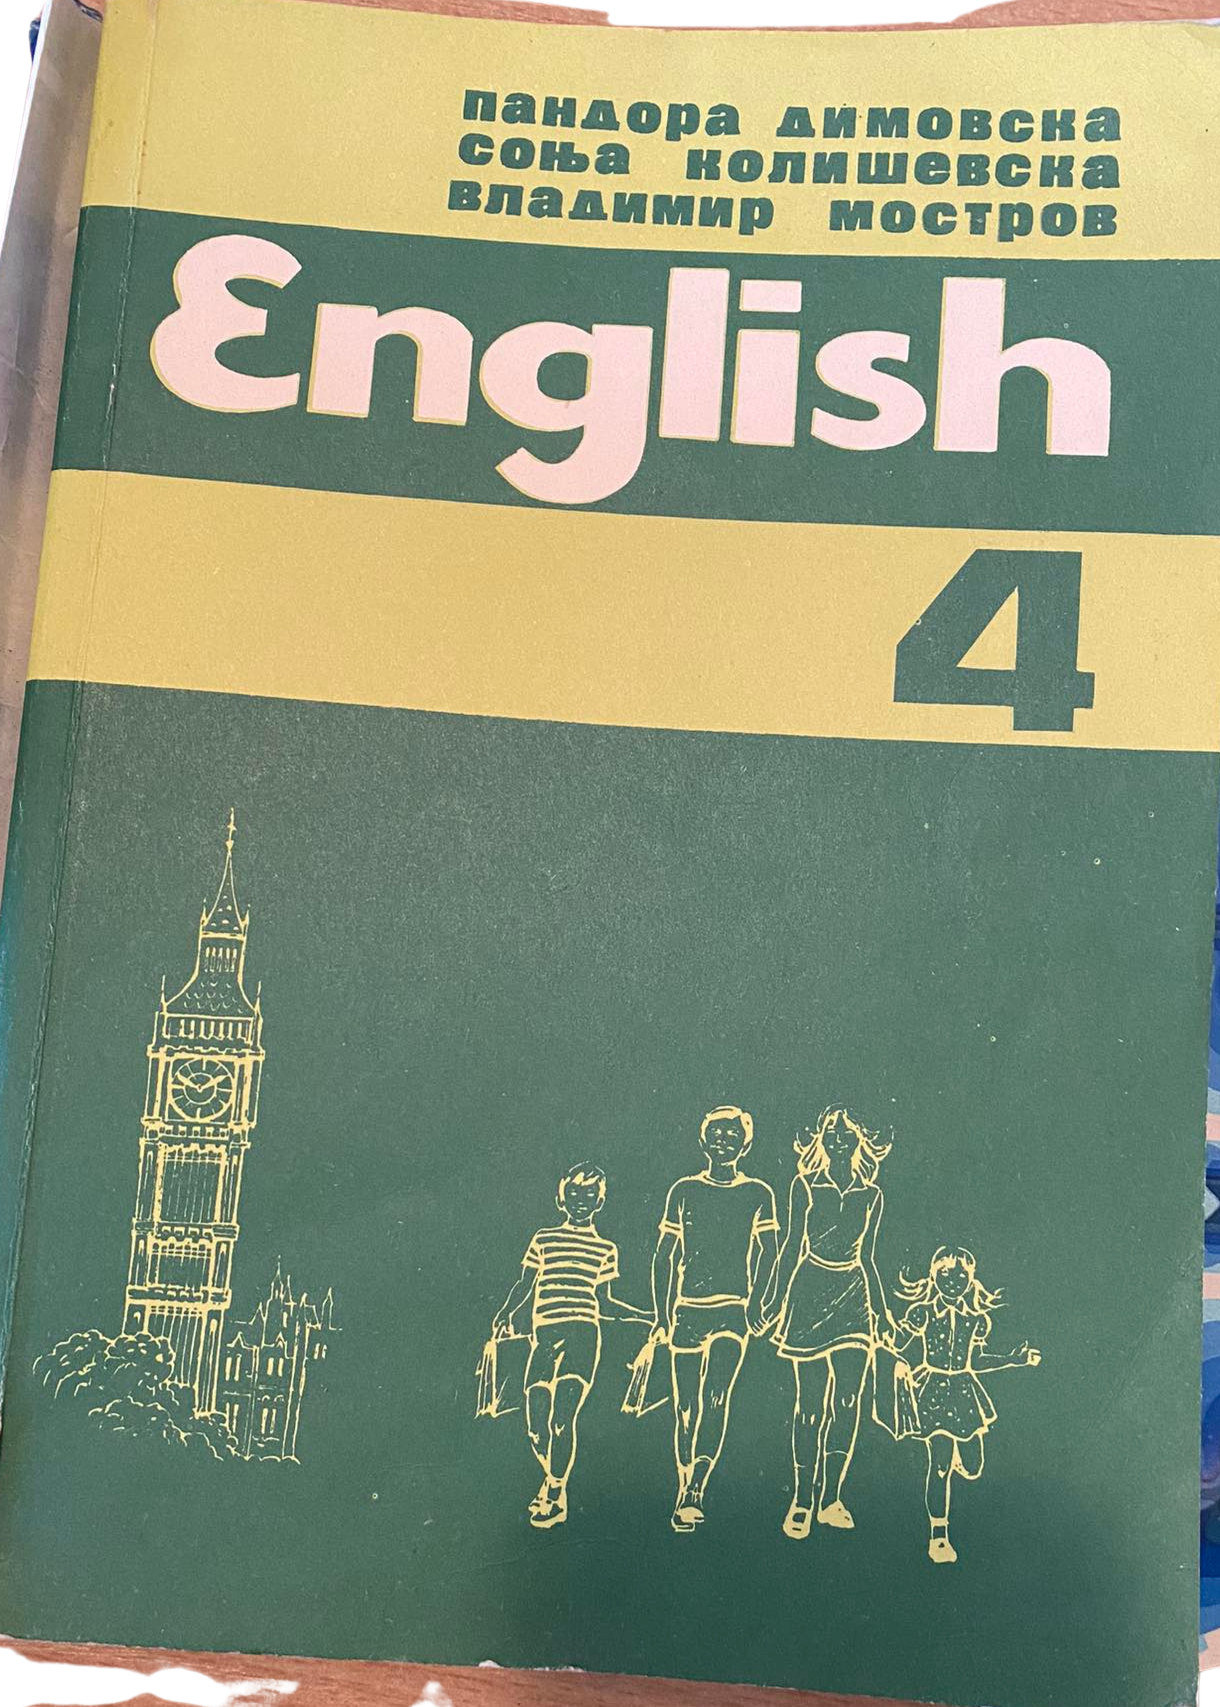 пандора димовска
соња колишевска
владимир мостров
English
4